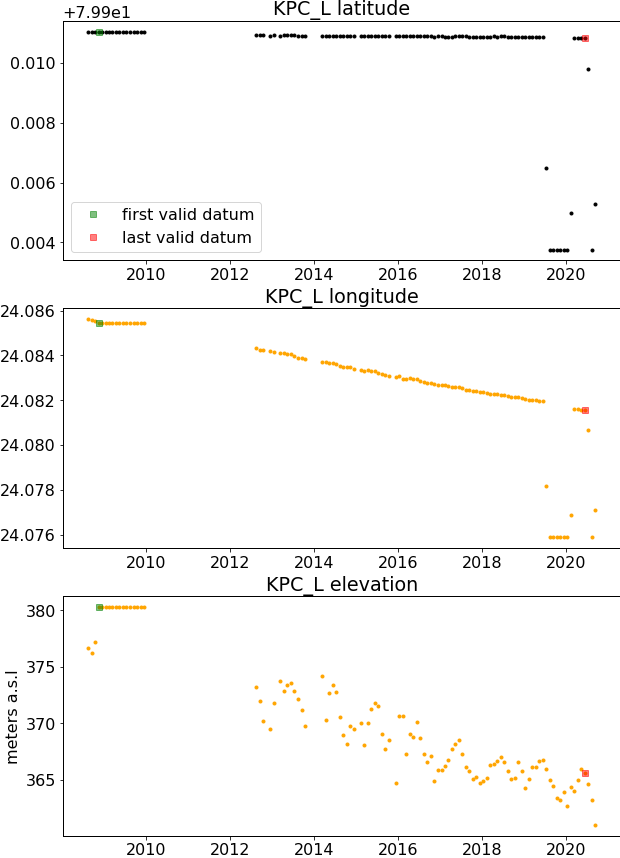 KPC_L latitude
+7.99e1
0.010
0.008
0.006
0.004
first valid datum
last valid datum
2010 2012 2014 2016 2018 2020
KPC_L longitude
24.086
24.084
24.082
24.080
24.078
24.076
2010 2012 2014 2016 2018 2020
KPC_L elevation
380
375
370
365
meters a.s.l
2010 2012 2014 2016 2018 2020